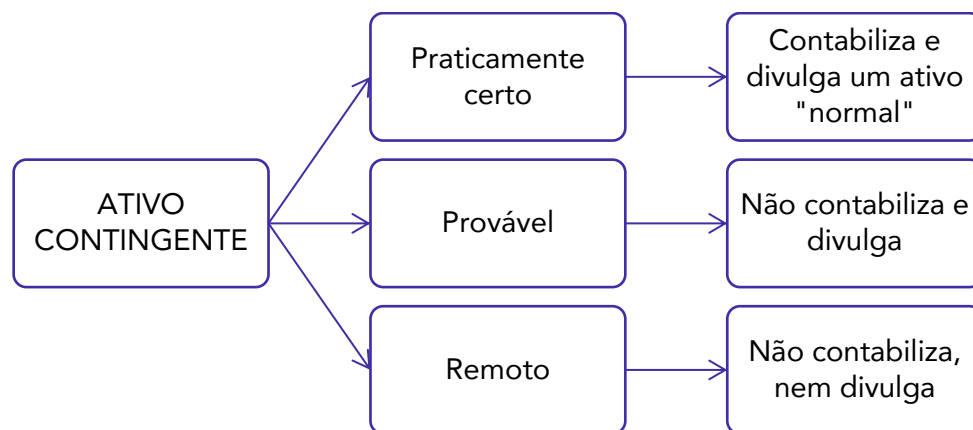 ATIVO
CONTINGENTE
Praticamente
certo
Contabiliza e
divulga um ativo
"normal"
Provável
Não contabiliza e
divulga
Remoto
Não contabiliza,
nem divulga